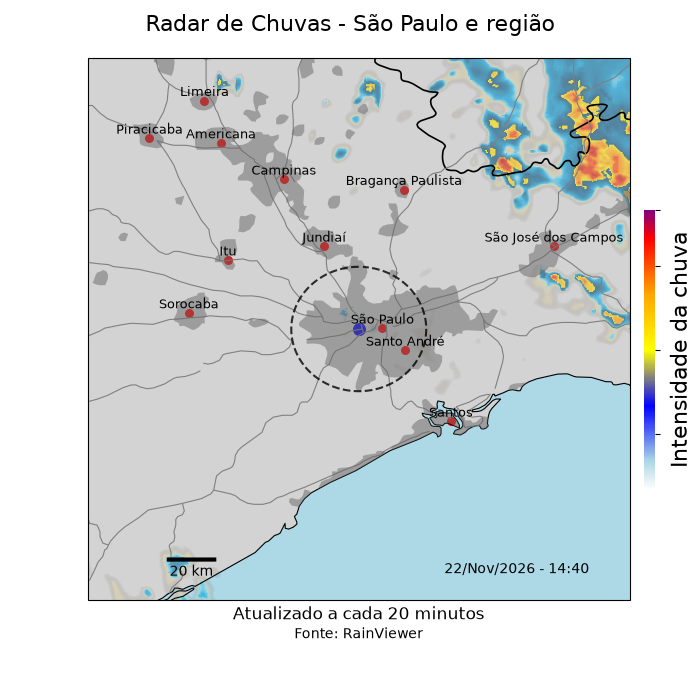 Radar de Chuvas - São Paulo e região
Limeira
Piracicaba
Americana
Campinas
Bragança Paulista
Jundiaí
São José dos Campos
Itu
Sorocaba
São Paulo
Santo André
Santos
Intensidade da chuva
20 km
22/Nov/2026 - 14:40
Atualizado a cada 20 minutos
Fonte: RainViewer